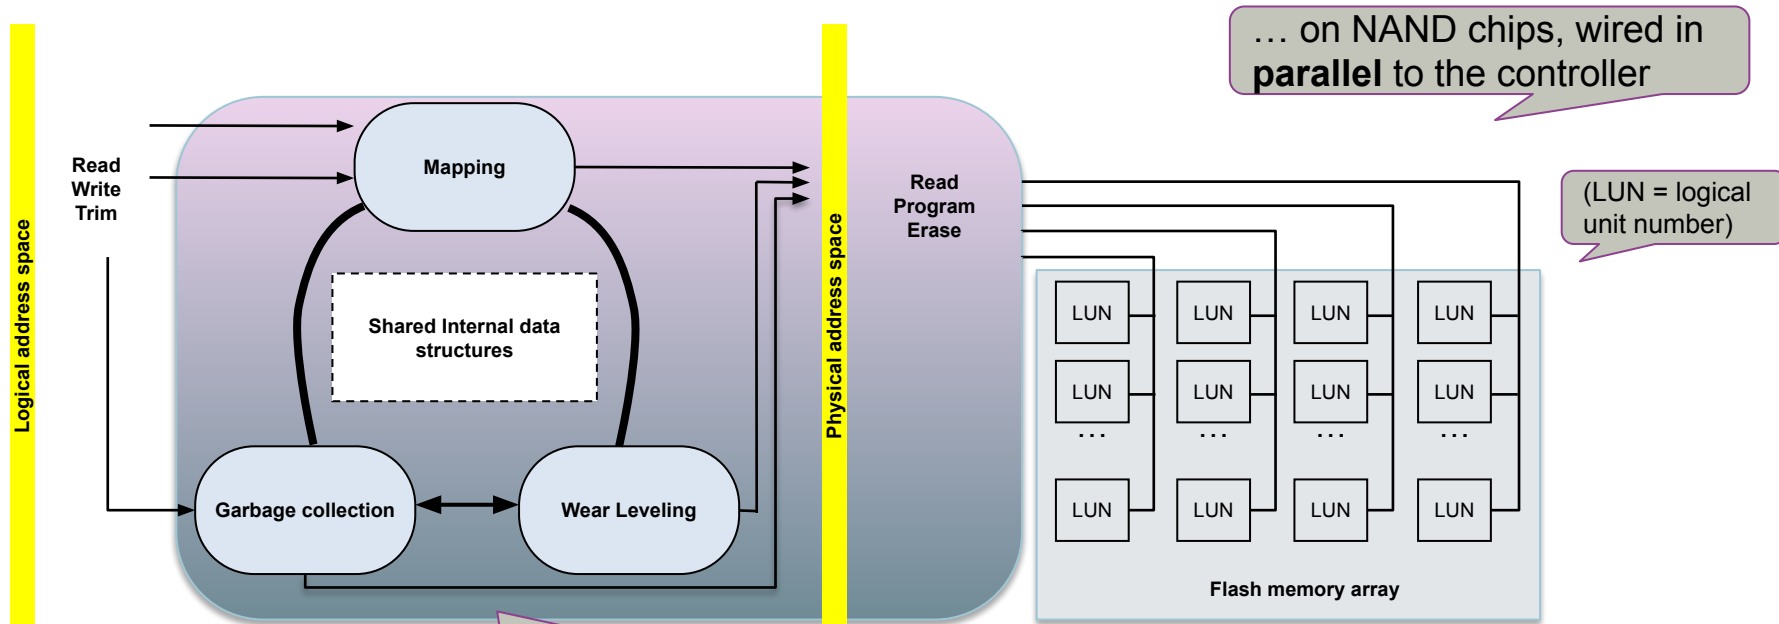 … on NAND chips, wired in
parallel to the controller
Logical address space
Read
Write
Trim
Mapping
Physical address space
Read
Program
Erase
(LUN = logical
unit number)
Shared Internal data
structures
LUN LUN LUN LUN
LUN LUN LUN LUN
... ... ... ...
LUN LUN LUN LUN
Garbage collection
Wear Leveling
Flash memory array